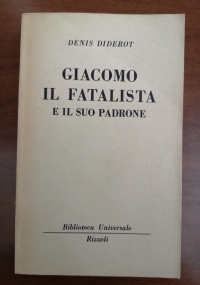 DENIS DIDEROT
GIACOMO
IL FATALISTA
E IL SUO PADRONE
Biblioteca Universale
Rizzoli